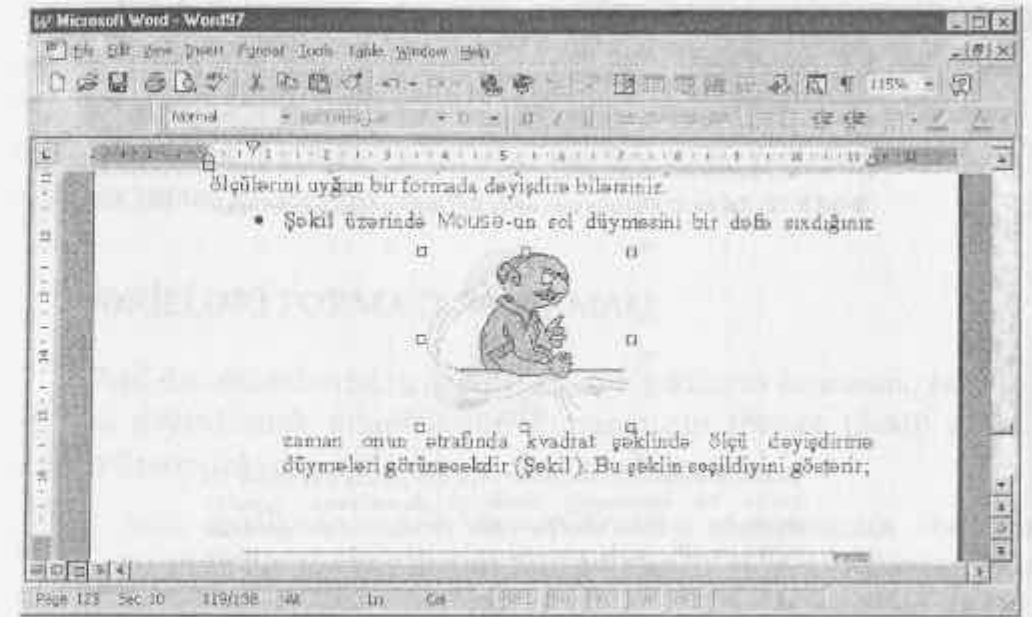 Microsoft Word - Word97
File Edit View Insert Format Tools Table Window Help
115%
Normal
ölçülərini uyğun bir formada dəyişdirə bilərsiniz.
• Şəkil üzərində Mouse-un sol düyməsini bir dəfə sıxdığınız
zaman onun ətrafında kvadrat şəklində ölçü dəyişdirmə
düymələri görünəcəkdir (Şəkil ). Bu şəklin seçildiyini göstərir;
Page 123 Sec 10 119/198 At Ln Col